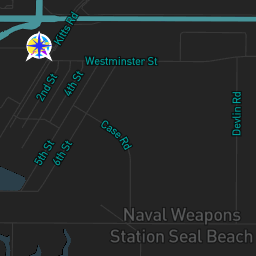 Kitts Rd
Westminster St
2nd St
4th St
Devlin Rd
Case Rd
5th St
6th St
Naval Weapons
Station Seal Beach